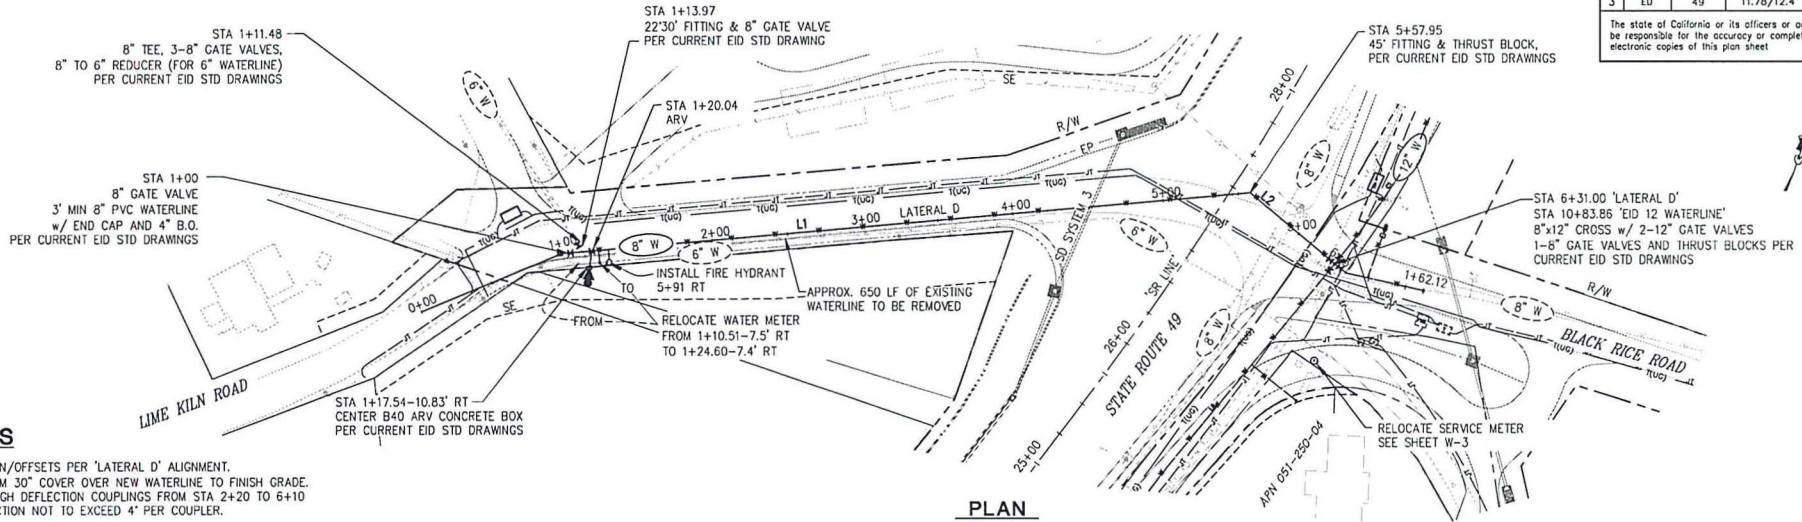 STA 1+11.48
8" TEE, 3-8" GATE VALVES,
8" TO 6" REDUCER (FOR 6" WATERLINE)
PER CURRENT EID STD DRAWINGS
STA 1+13.97
22°30' FITTING & 8" GATE VALVE
PER CURRENT EID STD DRAWING
STA 1+20.04
ARV
STA 5+57.95
45° FITTING & THRUST BLOCK,
PER CURRENT EID STD DRAWINGS
3 ED 49 11.78/12.4
The state of California or its officers or
be responsible for the accuracy or
electronic copies of this plan sheet
STA 1+00
8" GATE VALVE
3' MIN 8" PVC WATERLINE
w/ END CAP AND 4" B.O.
PER CURRENT EID STD DRAWINGS
STA 6+31.00 'LATERAL D'
STA 10+83.86 'EID 12 WATERLINE'
8"x12" CROSS w/ 2-12" GATE VALVES
1-8" GATE VALVES AND THRUST BLOCKS PER
CURRENT EID STD DRAWINGS
6" W
SE
R/W
EP
28+00
8" W
12" W
JT
T(UG)
0+00
1+00
8" W
6" W
2+00
L1
3+00
LATERAL D
4+00
5+00
L2
SD SYSTEM 3
6" W
'SR LINE'
1+62.12
8" W
R/W
INSTALL FIRE HYDRANT
5+91 RT
TO
FROM
SE
RELOCATE WATER METER
FROM 1+10.51-7.5' RT
TO 1+24.60-7.4' RT
APPROX. 650 LF OF EXISTING
WATERLINE TO BE REMOVED
26+00
25+00
STATE ROUTE 49
8" W
BLACK RICE ROAD
LIME KILN ROAD
STA 1+17.54-10.83' RT
CENTER B40 ARV CONCRETE BOX
PER CURRENT EID STD DRAWINGS
RELOCATE SERVICE METER
SEE SHEET W-3
APN 051-250-04
S
N/OFFSETS PER 'LATERAL D' ALIGNMENT.
M 30" COVER OVER NEW WATERLINE TO FINISH GRADE.
GH DEFLECTION COUPLINGS FROM STA 2+20 TO 6+10
CTION NOT TO EXCEED 4° PER COUPLER.
PLAN